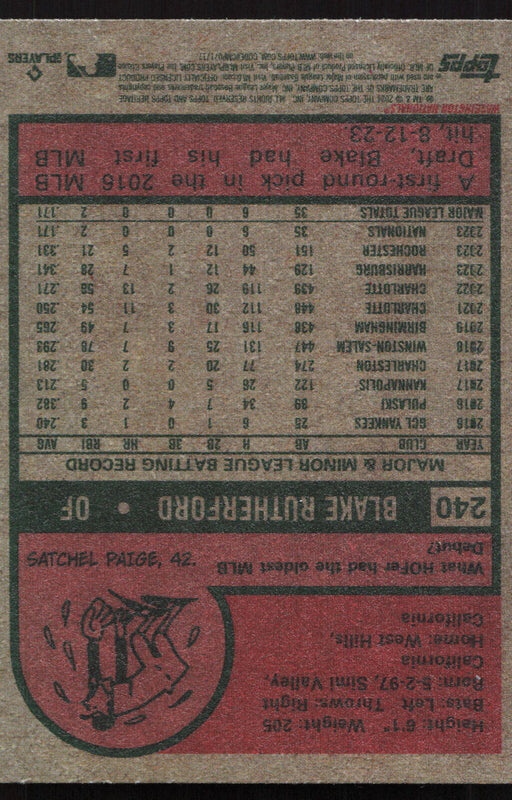 Height: 6'1" Weight: 205
Bats: Left Throws: Right
Born: 5-2-97, Simi Valley,
California
Home: West Hills,
California
What HOFer had the oldest MLB
Debut?
SATCHEL PAIGE, 42.
240 BLAKE RUTHERFORD • OF
MAJOR & MINOR LEAGUE BATTING RECORD
YEAR CLUB AB H 2B 3B HR RBI AVG
2016 GCL YANKEES 25 6 1 0 1 3 .240
2016 PULASKI 89 34 7 4 2 9 .382
2017 KANNAPOLIS 122 26 5 0 0 5 .213
2017 CHARLESTON 274 77 20 2 2 30 .281
2018 WINSTON-SALEM 447 131 25 9 7 78 .293
2019 BIRMINGHAM 438 116 17 3 7 49 .265
2021 CHARLOTTE 448 112 30 3 11 54 .250
2022 CHARLOTTE 439 119 26 2 13 58 .271
2023 HARRISBURG 129 44 12 1 7 28 .341
2023 ROCHESTER 151 50 12 2 5 21 .331
2023 NATIONALS 35 6 0 0 0 2 .171
MAJOR LEAGUE TOTALS 35 6 0 0 0 2 .171
A first-round pick in the 2016 MLB
Draft, Blake had his first MLB
hit, 8-12-23.
WASHINGTON NATIONALS®
topps
MLB PLAYERS